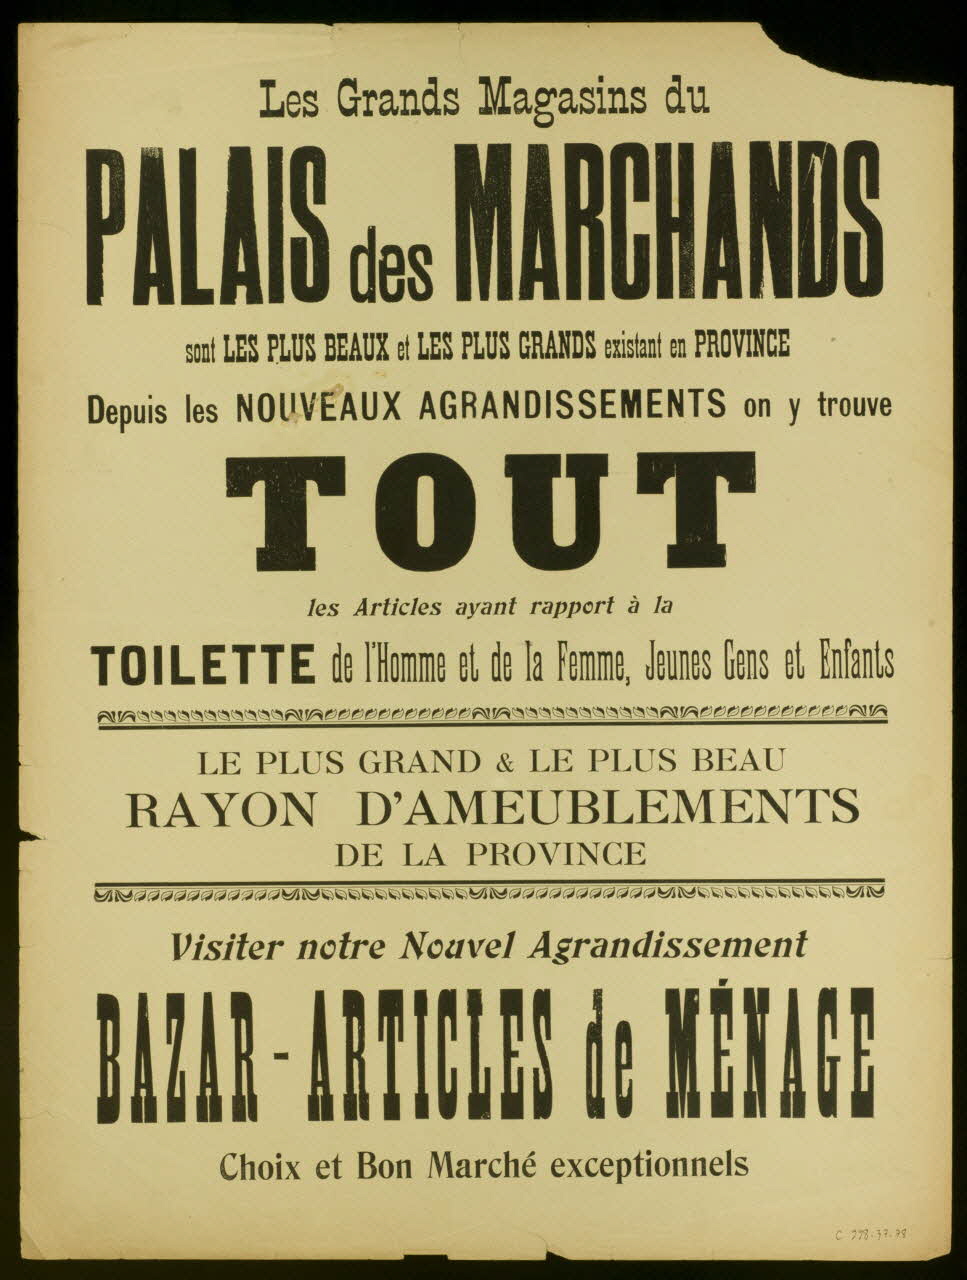 Les Grands Magasins du
PALAIS des MARCHANDS
sont LES PLUS BEAUX et LES PLUS GRANDS existant en PROVINCE
Depuis les NOUVEAUX AGRANDISSEMENTS on y trouve
TOUT
les Articles ayant rapport à la
TOILETTE de l'Homme et de la Femme, Jeunes Gens et Enfants
LE PLUS GRAND & LE PLUS BEAU
RAYON D'AMEUBLEMENTS
DE LA PROVINCE
Visiter notre Nouvel Agrandissement
BAZAR - ARTICLES de MÉNAGE
Choix et Bon Marché exceptionnels